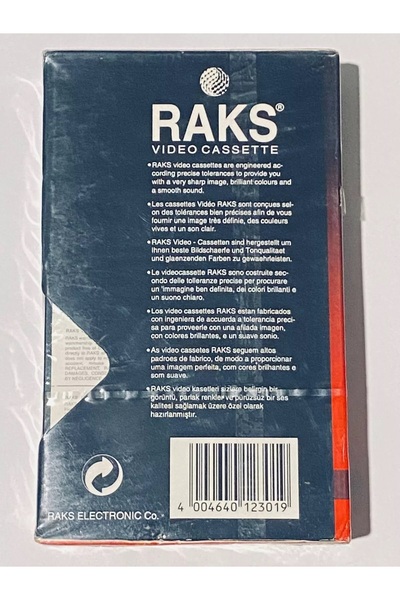 RAKS®
VIDEO CASSETTE
•RAKS video cassettes are engineered ac-
cording precise tolerances to provide you
with a very sharp image, brilliant colours and
a smooth sound.
•Les cassettes Vidéo RAKS sont conçues selon
des tolérances bien précises afin de vous
fournir une image très définie, des couleurs
vives et un son clair.
•RAKS Video - Cassetten sind hergestellt um
Ihnen beste Bildschaerfe und Tonqualitaet
und glaenzenden Farben zu gewaehrleisten.
•Le videocassette RAKS sono costruite sec-
ondo delle tolleranze precise per procurare
un'immagine ben definita, dei colori brillanti e
un suono chiaro.
•Los video cassettes RAKS estan fabricados
con Ingeniera de accuerda a tolerancia preci-
sa para proveerle con una afilada imagen,
con colores brillantes, e un suave sonio.
•As video cassetes RAKS seguem altos
padroes de fabrico, de modo a proporcionar
uma imagem perfeita, com cores brilhantes e
som suave.
•RAKS video kasetleri sizlere belirgin bir
görüntü, parlak renkler ve pürüzsüz bir ses
kalitesi sağlamak üzere özel olarak
hazırlanmıştır.
4 004640 123019
RAKS ELECTRONIC Co.